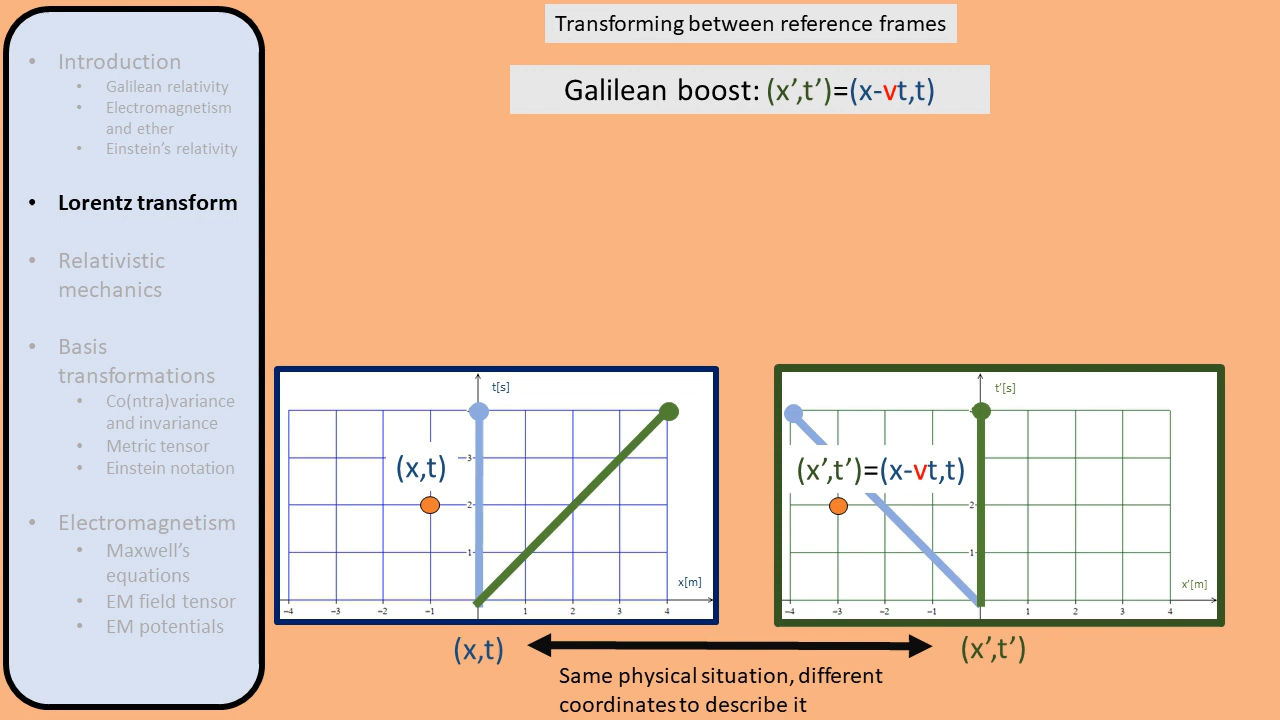 Transforming between reference frames
Galilean boost: (x’,t’)=(x-vt,t)
• Introduction
• Galilean relativity
• Electromagnetism
and ether
• Einstein’s relativity
• Lorentz transform
• Relativistic
mechanics
• Basis
transformations
• Co(ntra)variance
and invariance
• Metric tensor
• Einstein notation
• Electromagnetism
• Maxwell’s
equations
• EM field tensor
• EM potentials
t[s]
(x,t)
3
2
1
x[m]
−4 −3 −2 −1 1 2 3 4
t’[s]
(x’,t’)=(x-vt,t)
2
1
x’[m]
−4 −3 −2 −1 1 2 3 4
(x,t)
(x’,t’)
Same physical situation, different
coordinates to describe it